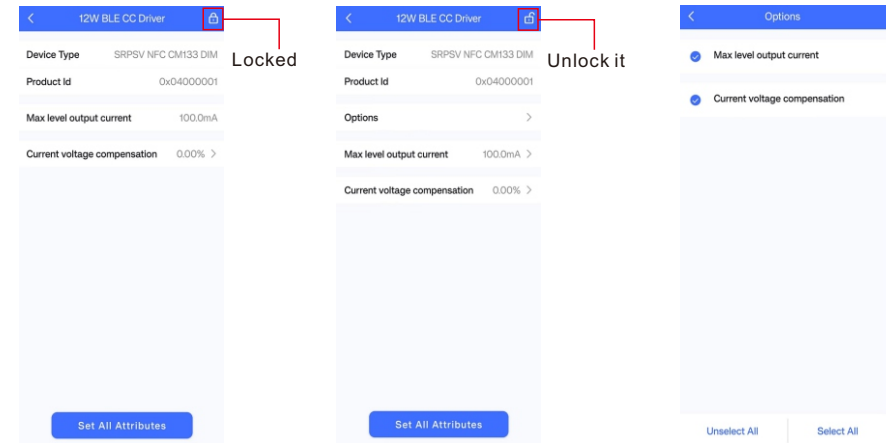 12W BLE CC Driver
Device Type SRPSV NFC CM133 DIM
Product Id 0x04000001
Max level output current 100.0mA
Current voltage compensation 0.00% >
Set All Attributes
Locked
12W BLE CC Driver
Device Type SRPSV NFC CM133 DIM
Product Id 0x04000001
Options >
Max level output current 100.0mA >
Current voltage compensation 0.00% >
Set All Attributes
Unlock it
Options
Max level output current
Current voltage compensation
Unselect All Select All